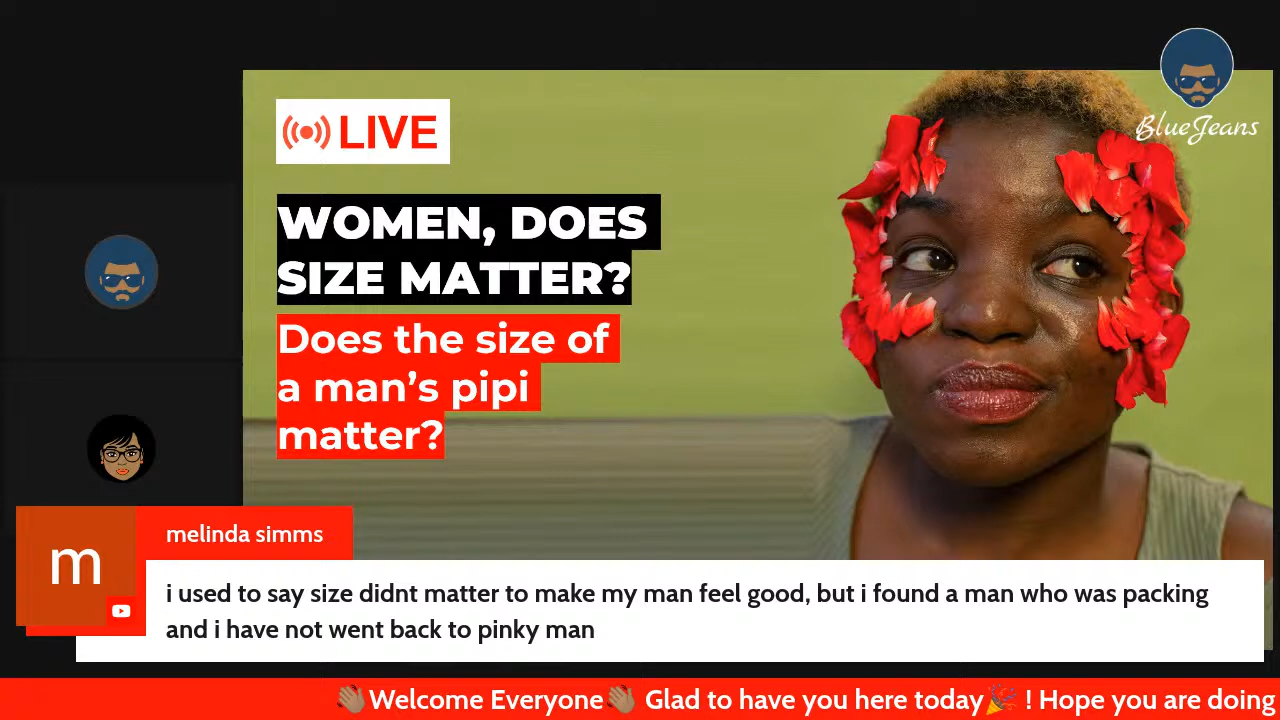 BlueJeans
LIVE
WOMEN, DOES
SIZE MATTER?
Does the size of
a man's pipi
matter?
m
melinda simms
i used to say size didnt matter to make my man feel good, but i found a man who was packing
and i have not went back to pinky man
👋🏽Welcome Everyone👋🏽 Glad to have you here today🎉 ! Hope you are doing